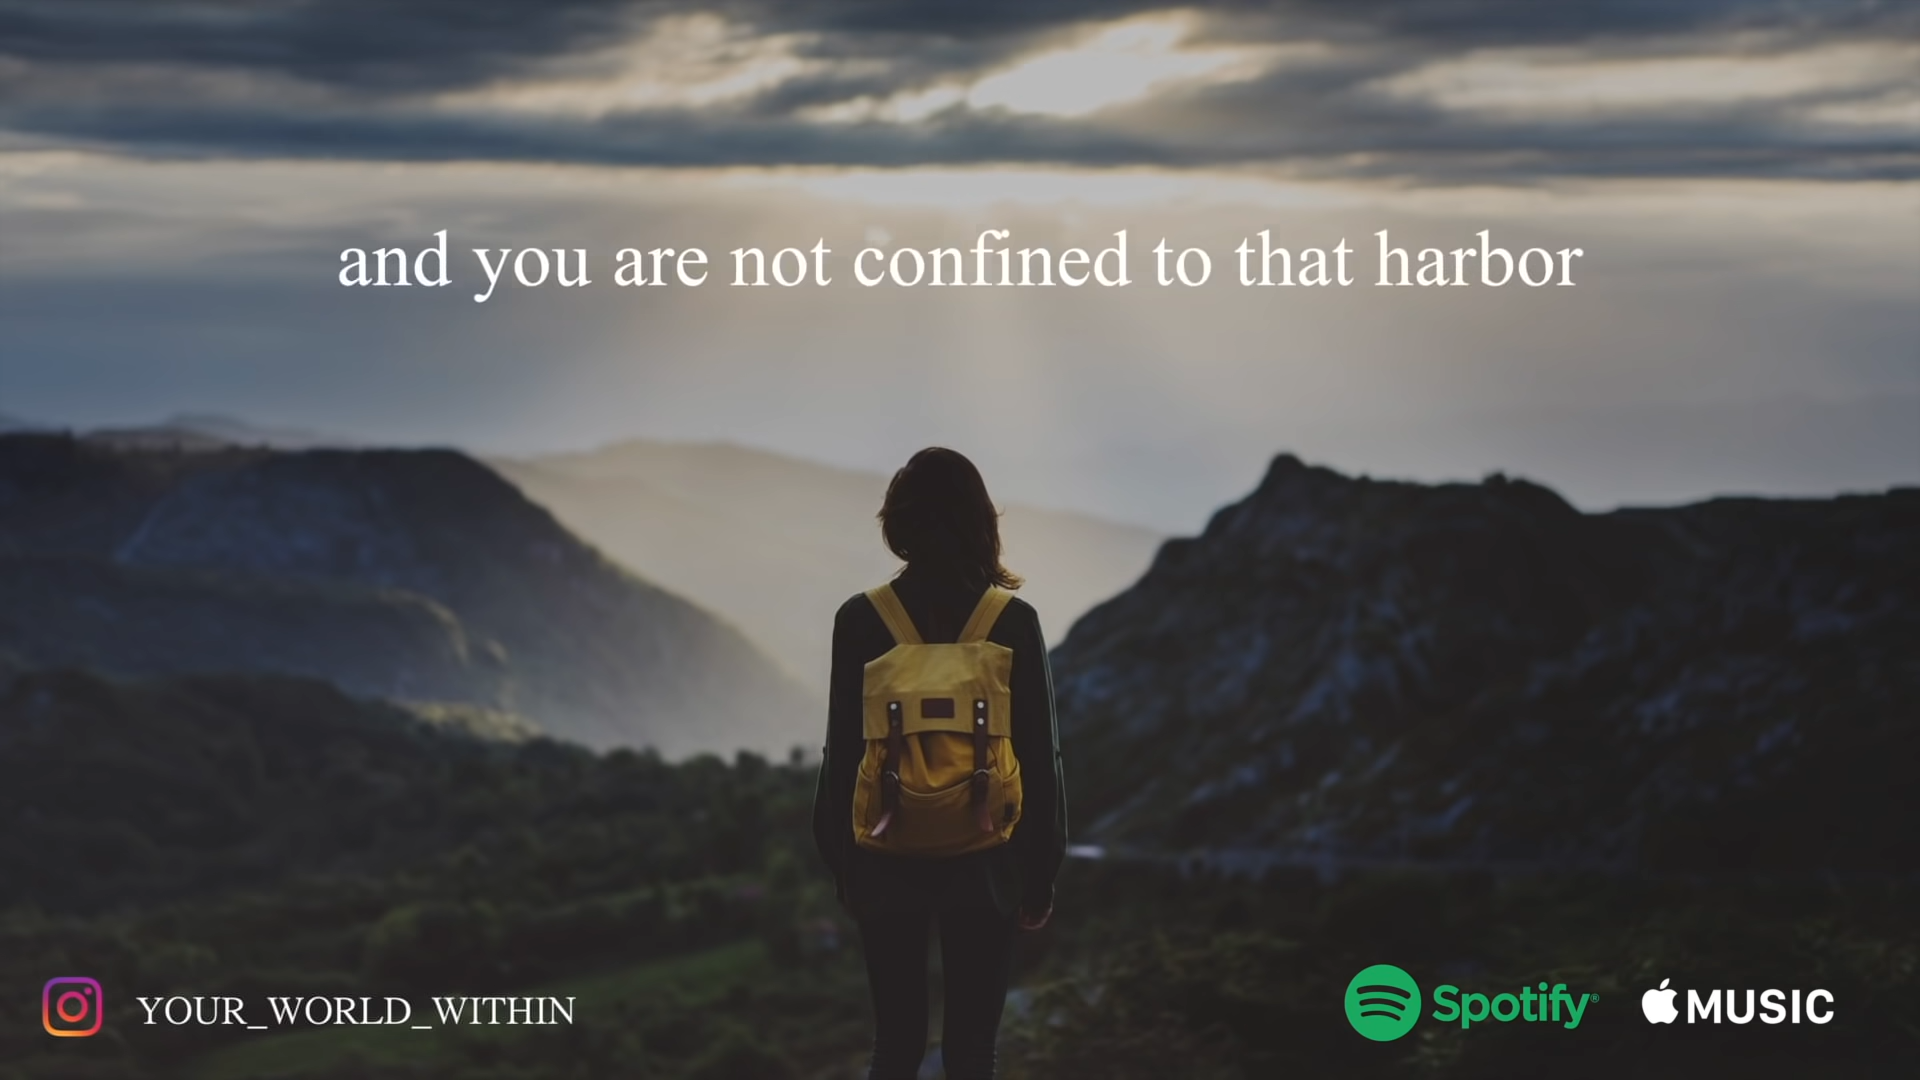 and you are not confined to that harbor
YOUR_WORLD_WITHIN
Spotify®
MUSIC